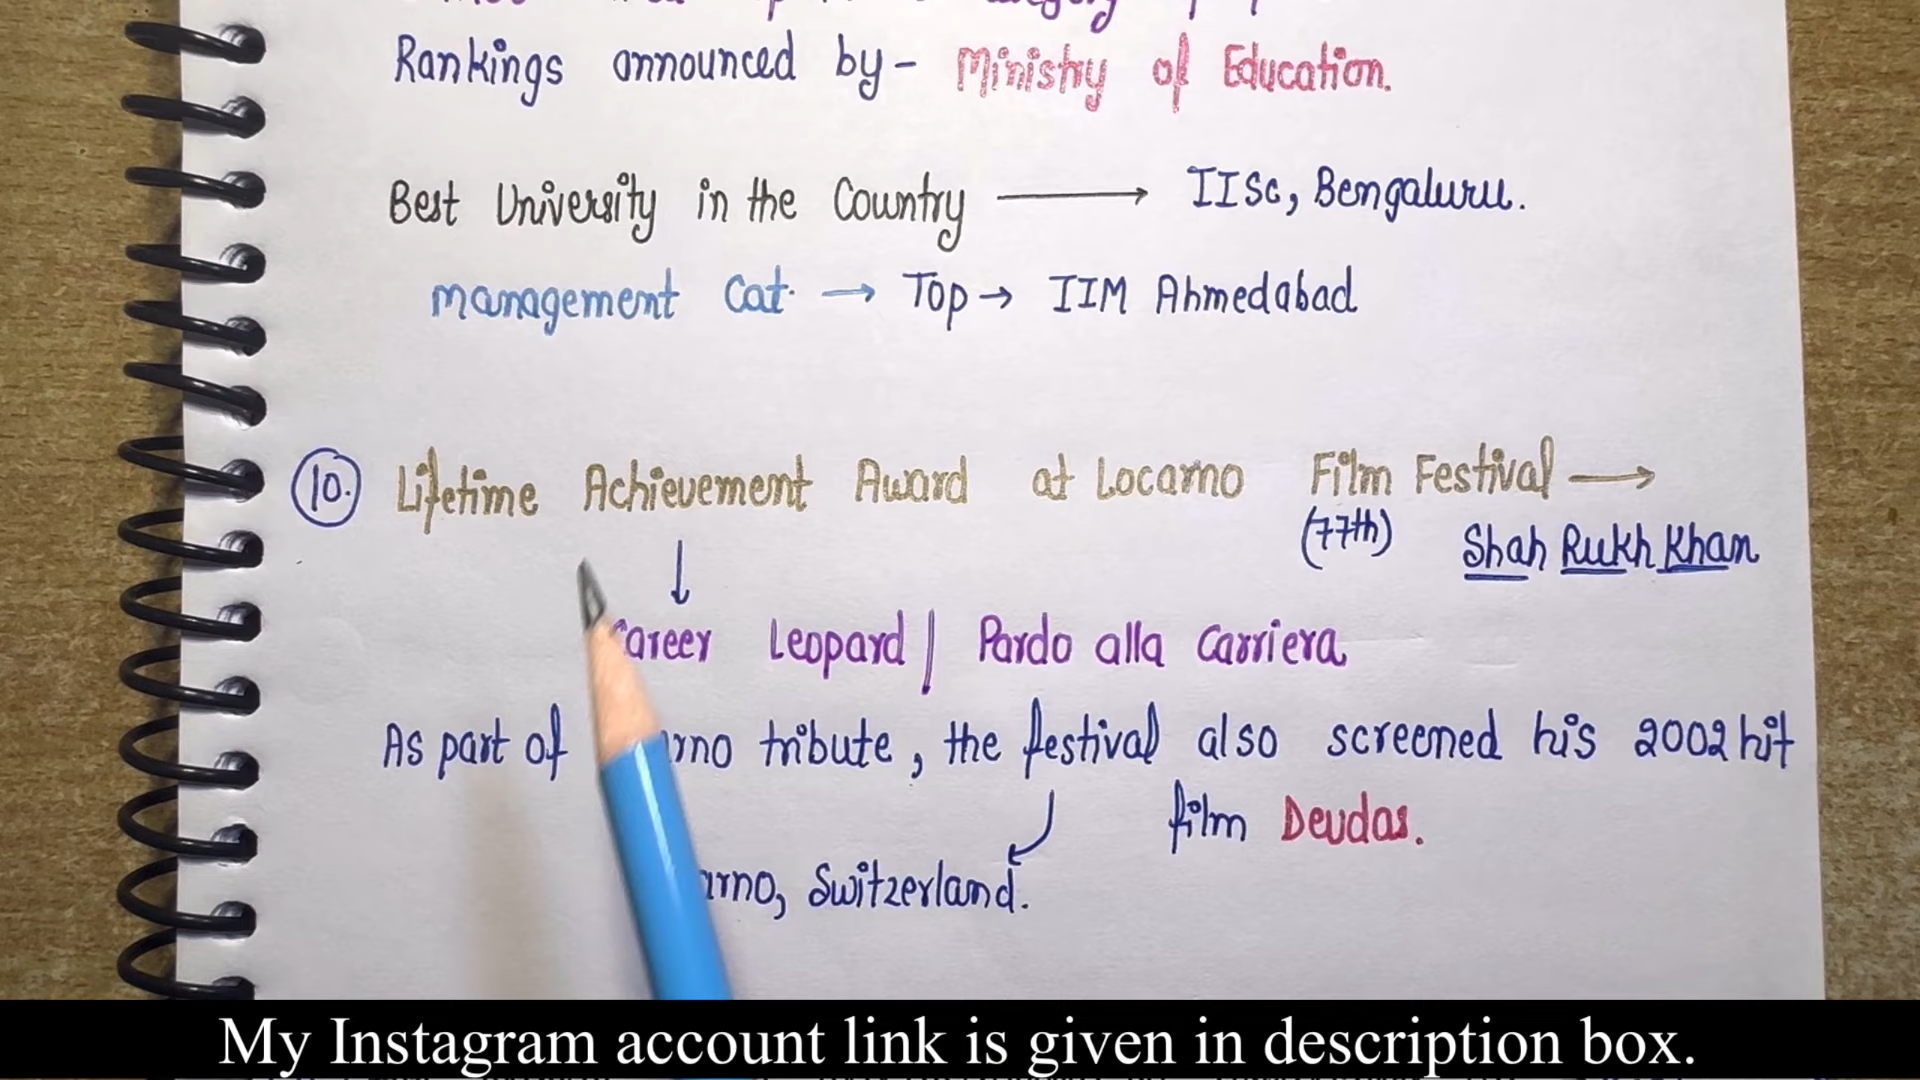 Rankings announced by- Ministry of Education.
Best University in the Country → IISc, Bengaluru.
management Cat. → Top → IIM Ahmedabad
10. Lifetime Achievement Award at Locarno Film Festival →
(77th) Shah Rukh Khan
↓
Career Leopard | Pardo alla Carriera
As part of tribute, the festival also screened his 2002 hit
film Devdas.
Switzerland.
My Instagram account link is given in description box.